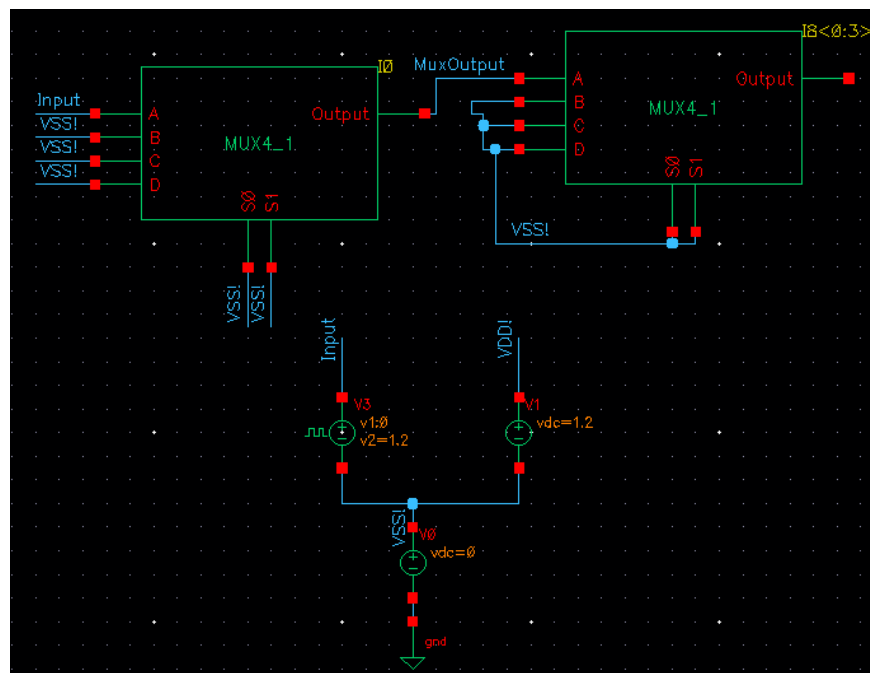 I8<0:3>
I0
MuxOutput
Input
VSS!
VSS!
VSS!
A
B
C
D
MUX4_1
Output
S0
S1
VSS!
VSS!
A
B
C
D
MUX4_1
Output
S0
S1
VSS!
Input
VDD!
V3
v1:0
v2=1.2
V1
vdc=1.2
VSS!
V0
vdc=0
gnd